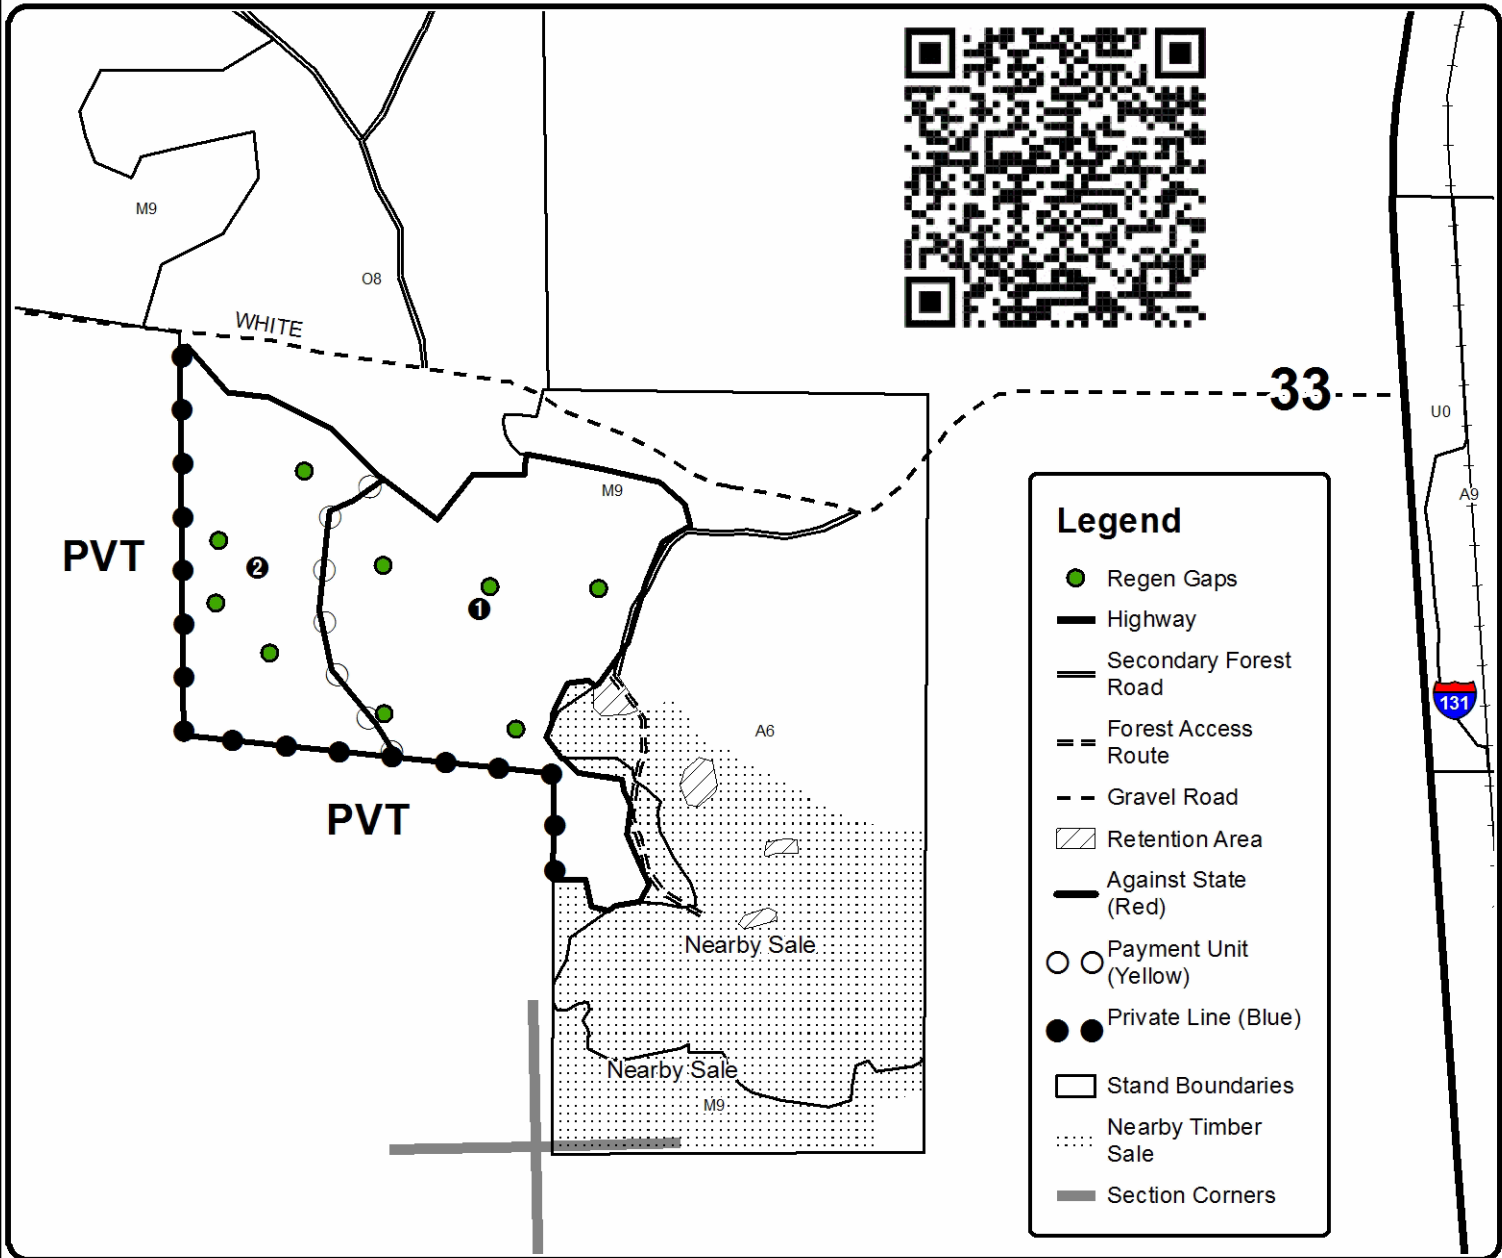 M9
O8
WHITE
33
U0
M9
A9
PVT
2
1
131
A6
PVT
Nearby Sale
Nearby Sale
M9
Legend
Regen Gaps
Highway
Secondary Forest
Road
Forest Access
Route
Gravel Road
Retention Area
Against State
(Red)
Payment Unit
(Yellow)
Private Line (Blue)
Stand Boundaries
Nearby Timber
Sale
Section Corners